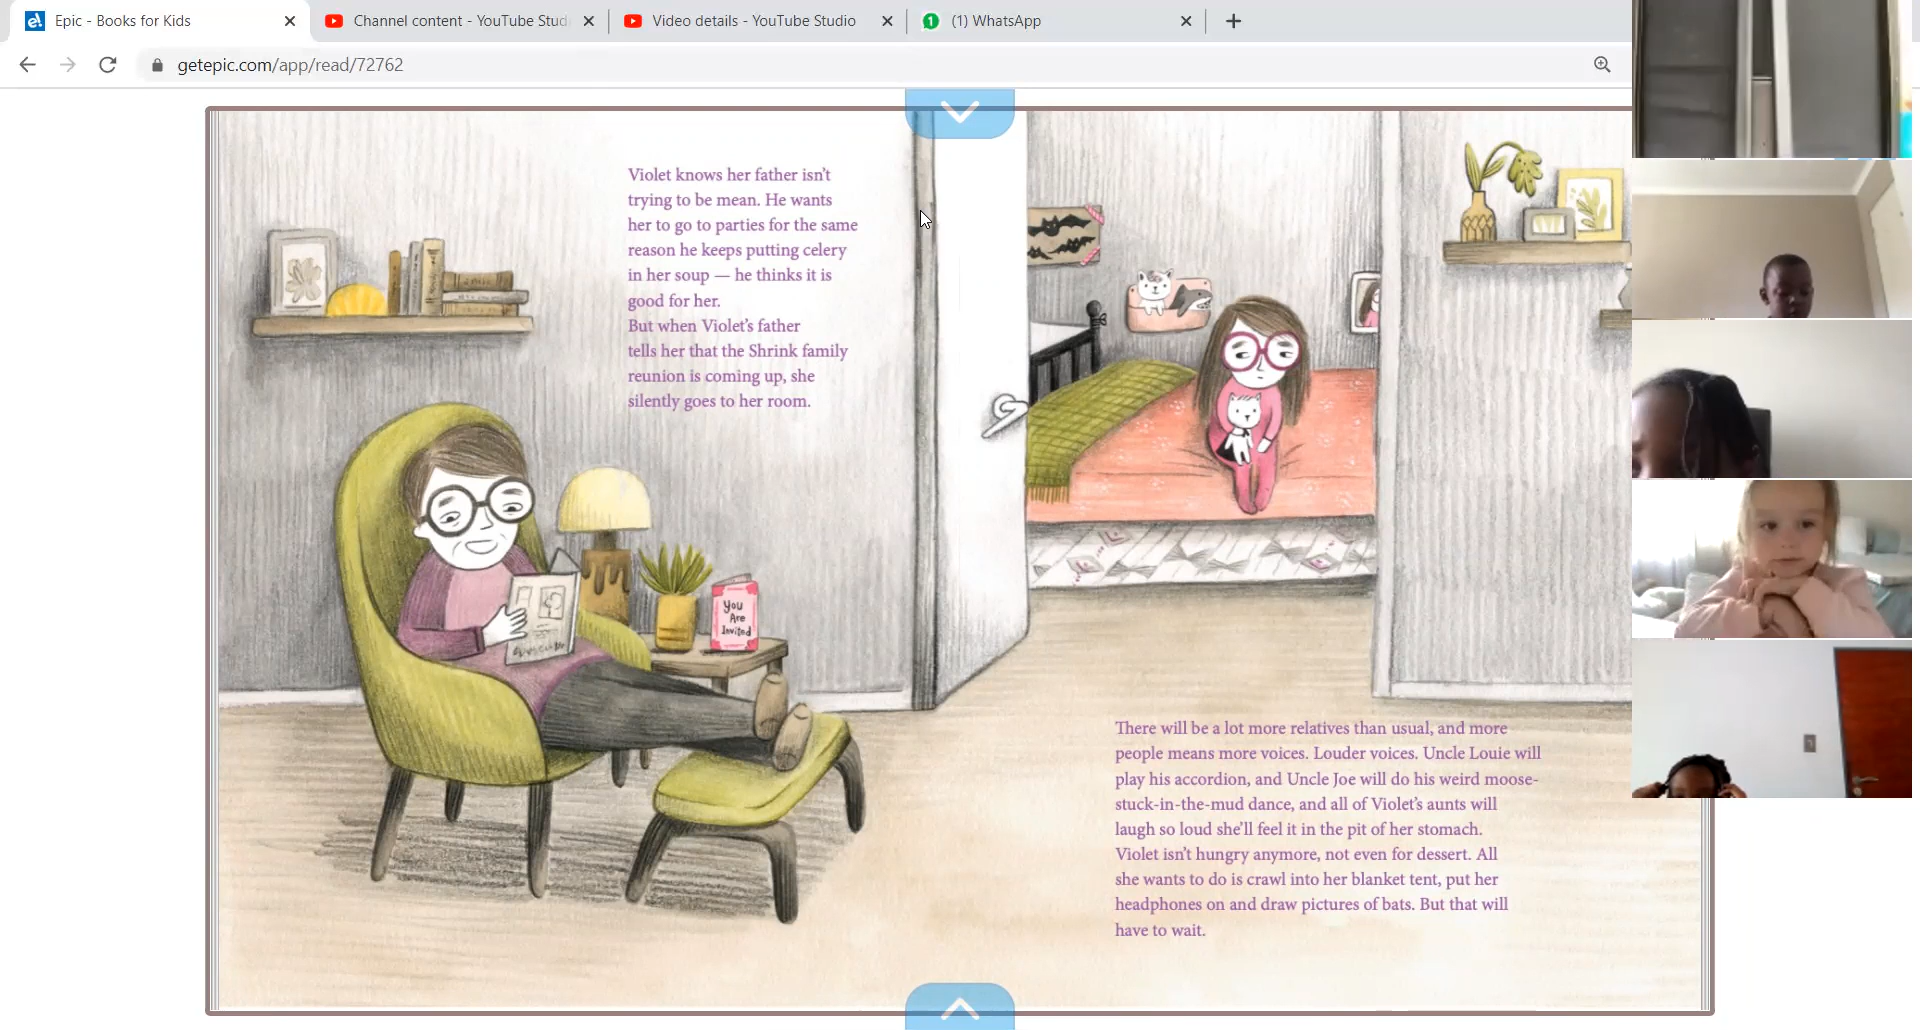 Epic - Books for Kids
Channel content - YouTube Stud
Video details - YouTube Studio
1 (1) WhatsApp
getepic.com/app/read/72762
Violet knows her father isn't
trying to be mean. He wants
her to go to parties for the same
reason he keeps putting celery
in her soup — he thinks it is
good for her.
But when Violet's father
tells her that the Shrink family
reunion is coming up, she
silently goes to her room.
You
Are
Invited
There will be a lot more relatives than usual, and more
people means more voices. Louder voices. Uncle Louie will
play his accordion, and Uncle Joe will do his weird moose-
stuck-in-the-mud dance, and all of Violet's aunts will
laugh so loud she'll feel it in the pit of her stomach.
Violet isn't hungry anymore, not even for dessert. All
she wants to do is crawl into her blanket tent, put her
headphones on and draw pictures of bats. But that will
have to wait.